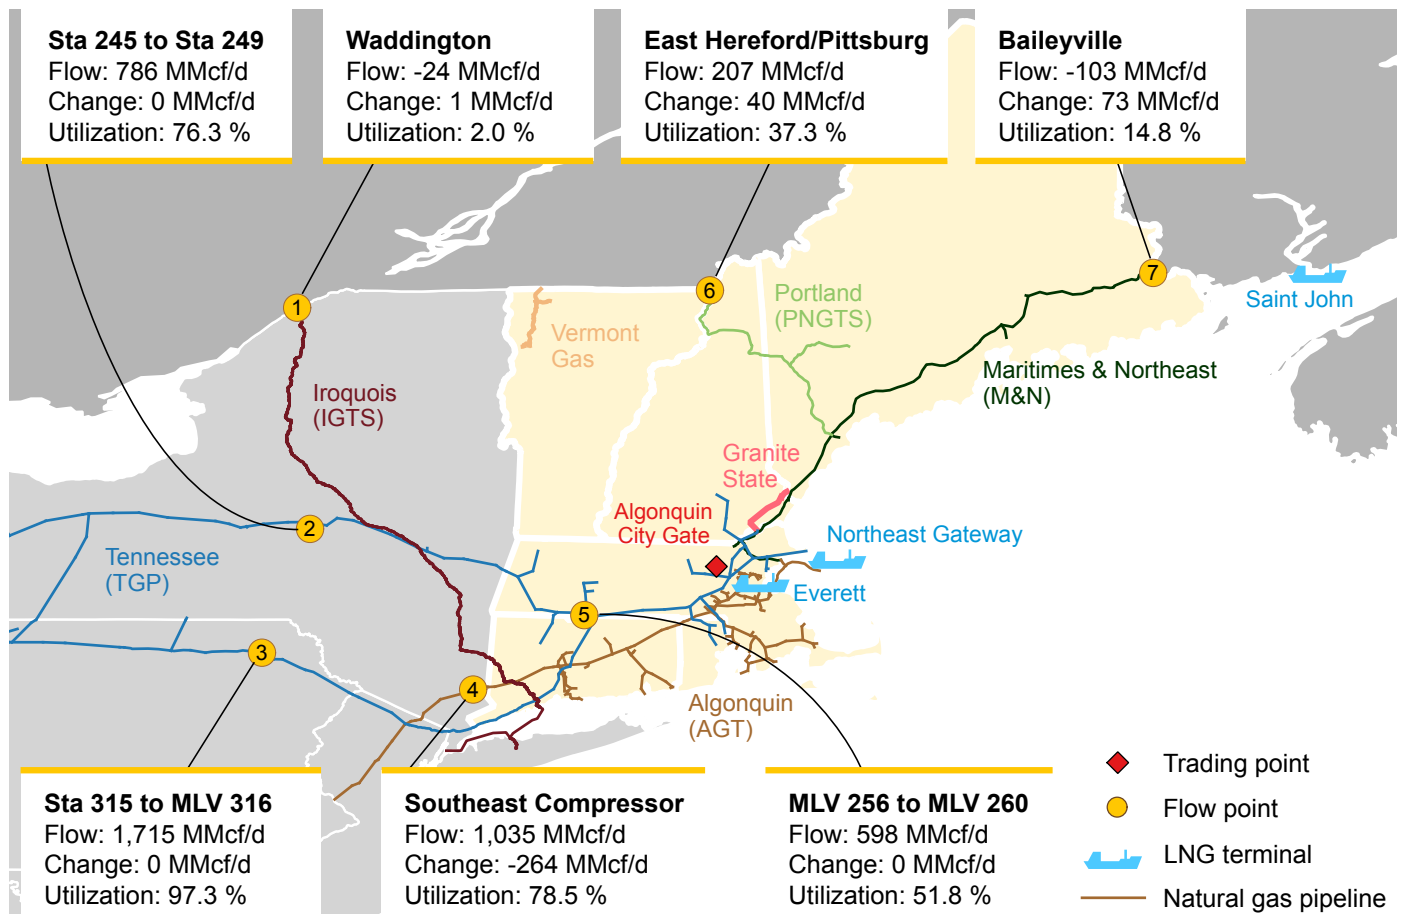 Sta 245 to Sta 249
Flow: 786 MMcf/d
Change: 0 MMcf/d
Utilization: 76.3 %
Waddington
Flow: -24 MMcf/d
Change: 1 MMcf/d
Utilization: 2.0 %
East Hereford/Pittsburg
Flow: 207 MMcf/d
Change: 40 MMcf/d
Utilization: 37.3 %
Baileyville
Flow: -103 MMcf/d
Change: 73 MMcf/d
Utilization: 14.8 %
7
6
1
Saint John
Portland
(PNGTS)
Vermont
Gas
Maritimes & Northeast
(M&N)
Iroquois
(IGTS)
Granite
State
Algonquin
City Gate
2
Northeast Gateway
Tennessee
(TGP)
Everett
5
3
4
Algonquin
(AGT)
Sta 315 to MLV 316
Flow: 1,715 MMcf/d
Change: 0 MMcf/d
Utilization: 97.3 %
Southeast Compressor
Flow: 1,035 MMcf/d
Change: -264 MMcf/d
Utilization: 78.5 %
MLV 256 to MLV 260
Flow: 598 MMcf/d
Change: 0 MMcf/d
Utilization: 51.8 %
Trading point
Flow point
LNG terminal
Natural gas pipeline